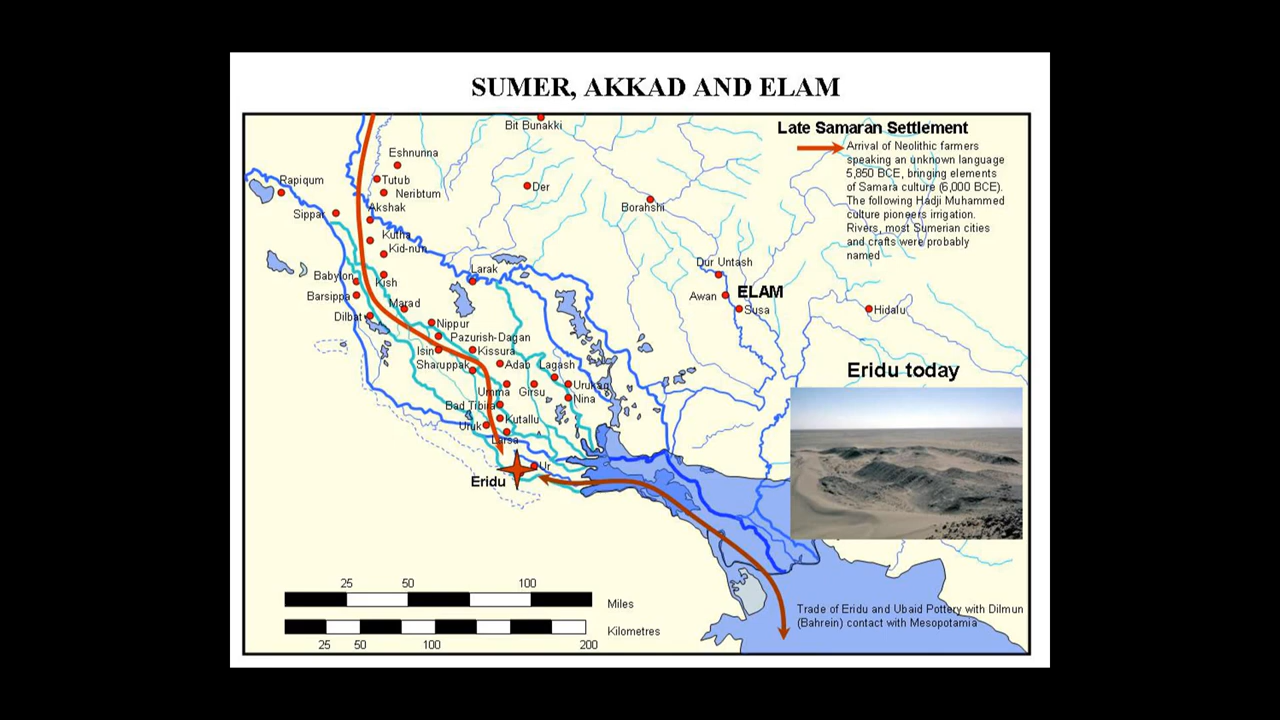 SUMER, AKKAD AND ELAM
Bit Bunakki
Late Samaran Settlement
Arrival of Neolithic farmers
speaking an unknown language
5,850 BCE, bringing elements
of Samara culture (6,000 BCE).
The following Hadji Muhammed
culture pioneers irrigation.
Rivers, most Sumerian cities
and crafts were probably
named
Eshnunna
Rapiqum
Tutub
Neribtum
Der
Sippar
Akshak
Borahshi
Kutha
Kid-nun
Dur Untash
Larak
Babylon
Kish
Barsippa
Awan
ELAM
Marad
Susa
Hidalu
Dilbat
Nippur
Pazurish-Dagan
Isin
Kissura
Sharuppak
Adab
Lagash
Eridu today
Umma
Girsu
Urukag
Nina
Bad Tibira
Kutallu
Uruk
Larsa
Ur
Eridu
25 50 100
Miles
Kilometres
25 50 100 200
Trade of Eridu and Ubaid Pottery with Dilmun
(Bahrein) contact with Mesopotamia